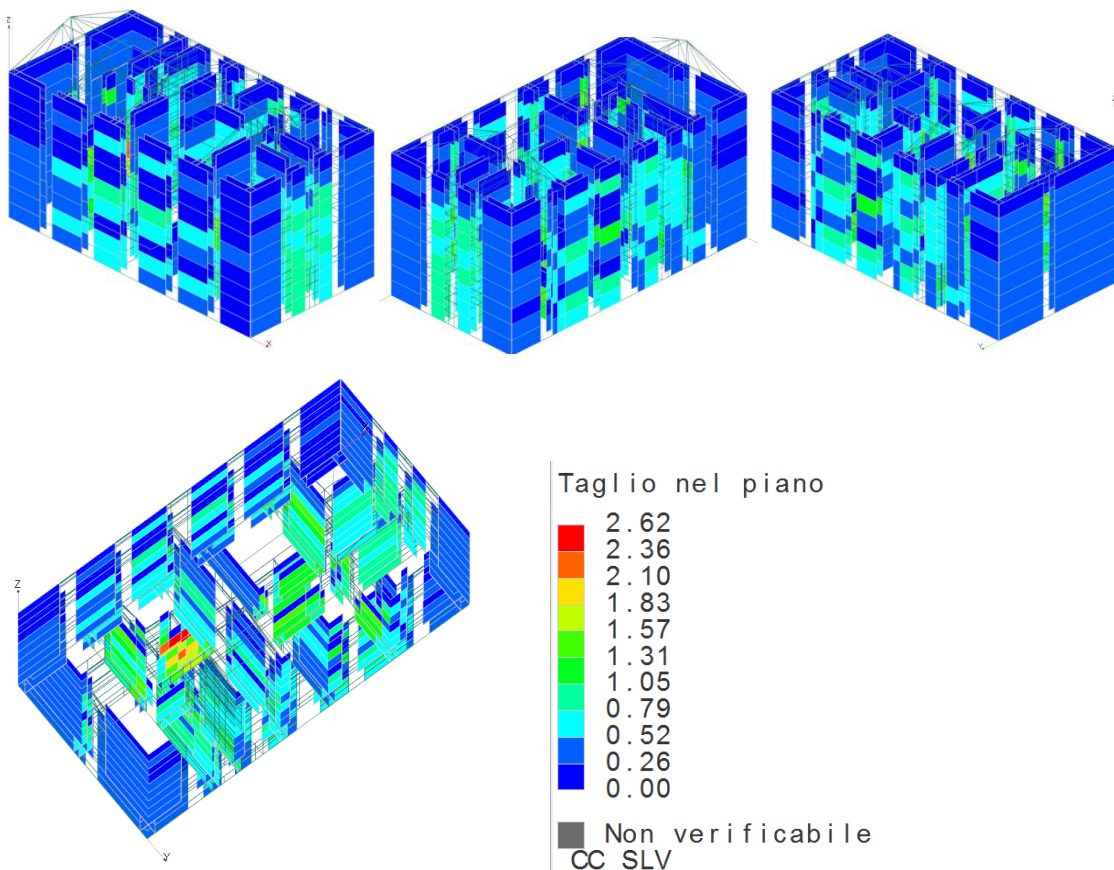 Z
X
Y
Z
Y
Taglio nel piano
2.62
2.36
2.10
1.83
1.57
1.31
1.05
0.79
0.52
0.26
0.00
Non verificabile
CC SLV